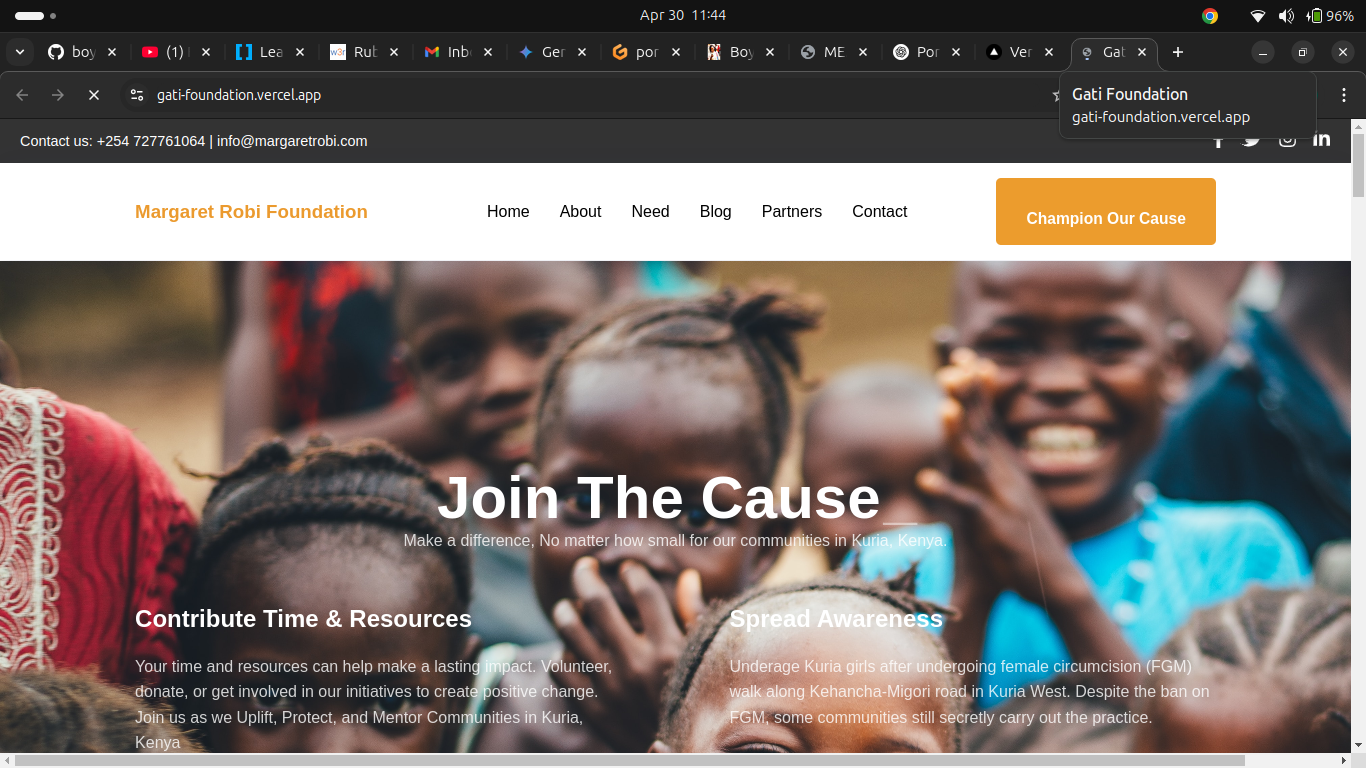 Apr 30 11:44
96%
boy
(1)
Lea
w3r
Rub
Inb
Ger
por
Boy
ME
Por
Ver
Gat
gati-foundation.vercel.app
Gati Foundation
gati-foundation.vercel.app
Contact us: +254 727761064 | info@margaretrobi.com
Margaret Robi Foundation
Home
About
Need
Blog
Partners
Contact
Champion Our Cause
Join The Cause_
Make a difference, No matter how small for our communities in Kuria, Kenya.
Contribute Time & Resources
Your time and resources can help make a lasting impact. Volunteer,
donate, or get involved in our initiatives to create positive change.
Join us as we Uplift, Protect, and Mentor Communities in Kuria,
Kenya
Spread Awareness
Underage Kuria girls after undergoing female circumcision (FGM)
walk along Kehancha-Migori road in Kuria West. Despite the ban on
FGM, some communities still secretly carry out the practice.